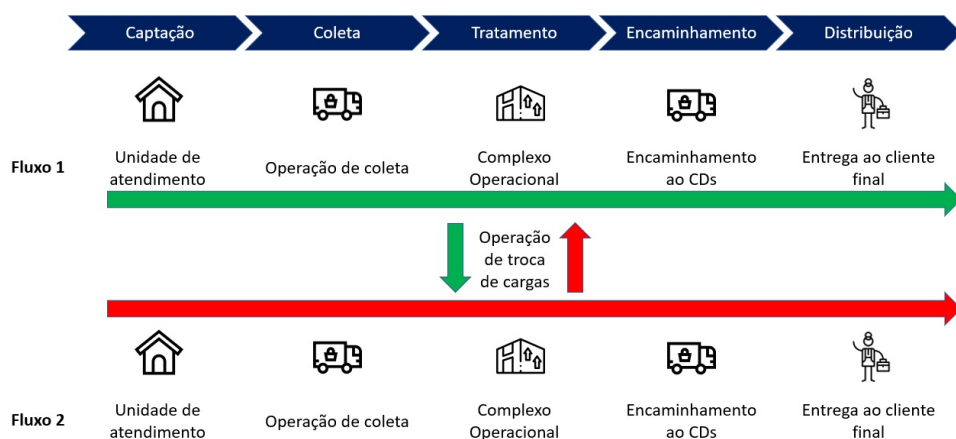 Captação
Coleta
Tratamento
Encaminhamento
Distribuição
Fluxo 1
Unidade de
atendimento
Operação de coleta
Complexo
Operacional
Encaminhamento
ao CDs
Entrega ao cliente
final
Operação
de troca
de cargas
Fluxo 2
Unidade de
atendimento
Operação de coleta
Complexo
Operacional
Encaminhamento
ao CDs
Entrega ao cliente
final